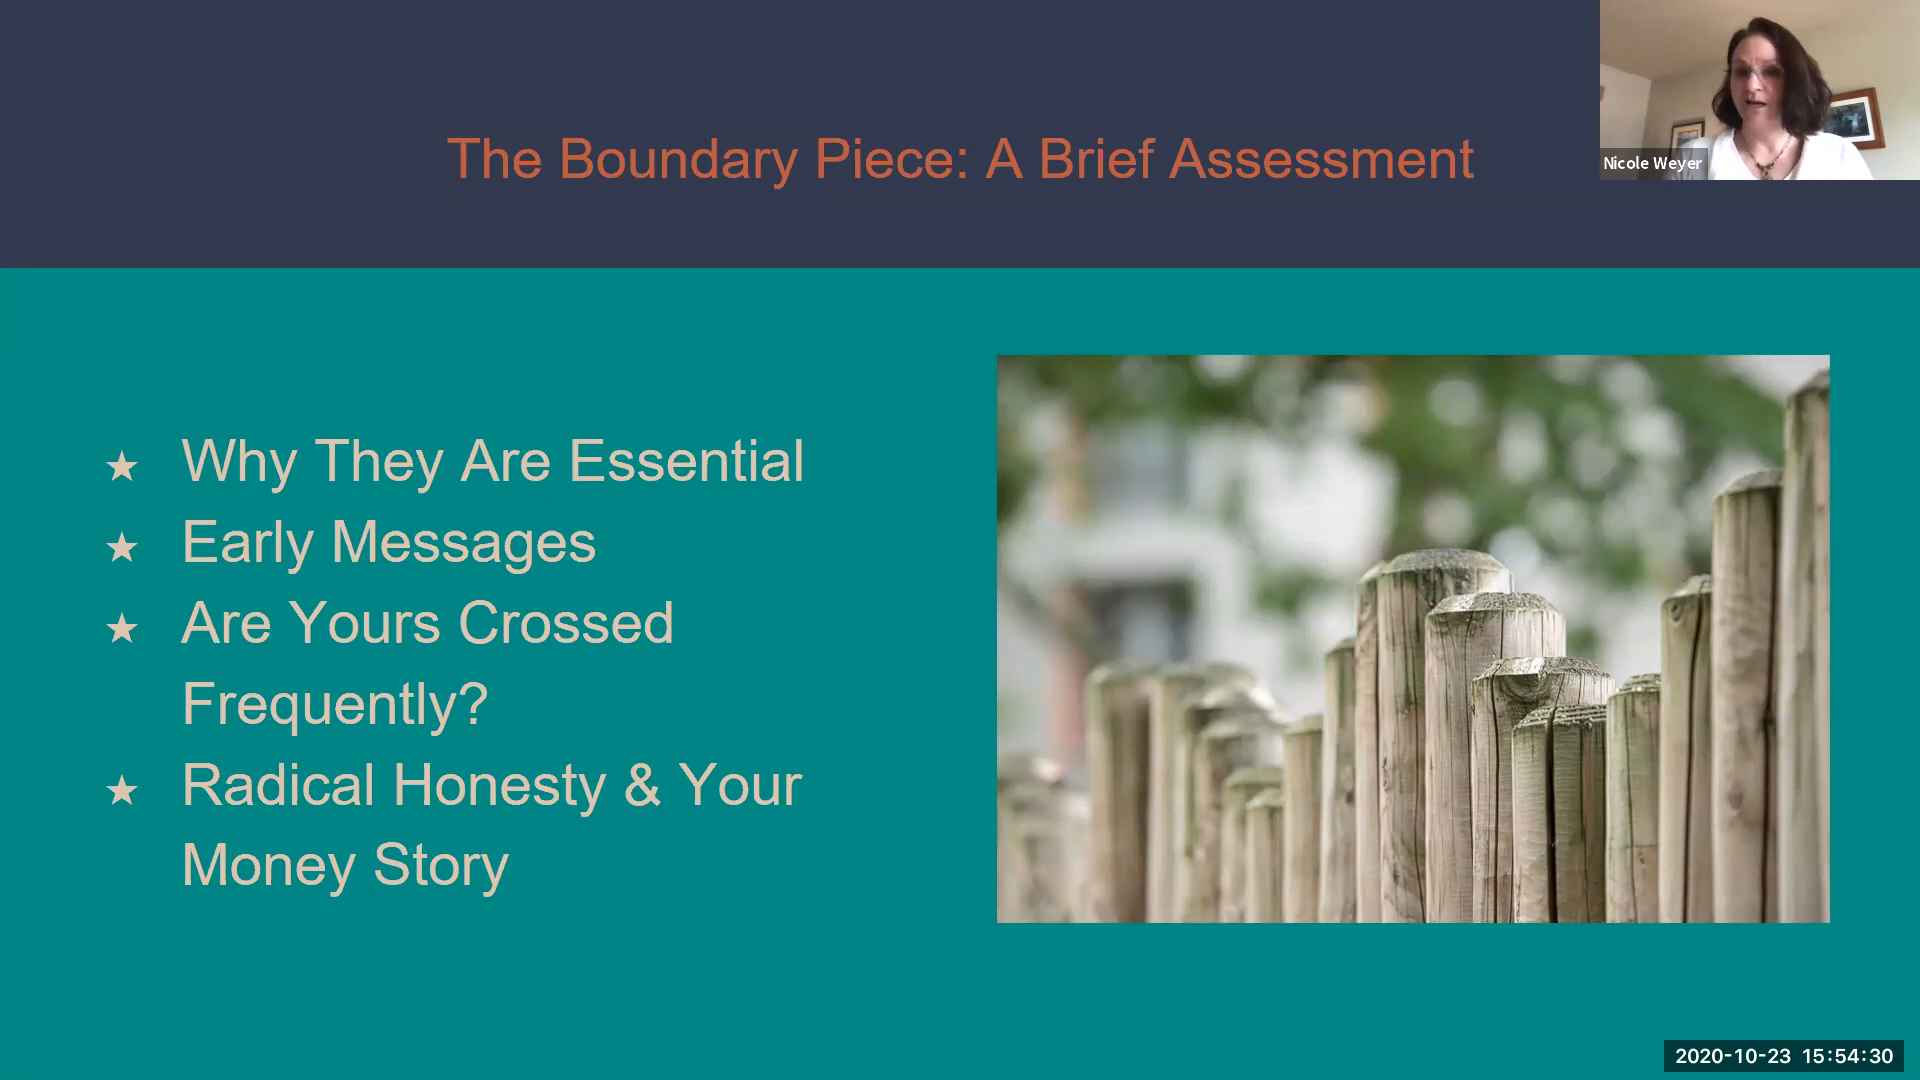 The Boundary Piece: A Brief Assessment
Nicole Weyer
★ Why They Are Essential
★ Early Messages
★ Are Yours Crossed
Frequently?
★ Radical Honesty & Your
Money Story
2020-10-23 15:54:30